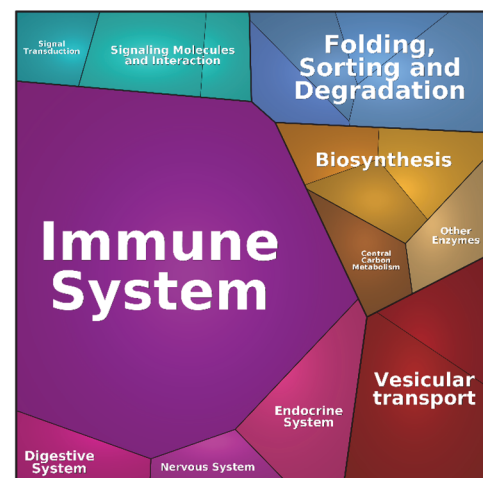 Signal
Transduction
Signaling Molecules
and Interaction
Folding,
Sorting and
Degradation
Biosynthesis
Other
Enzymes
Central
Carbon
Metabolism
Immune
System
Vesicular
transport
Endocrine
System
Digestive
System
Nervous System